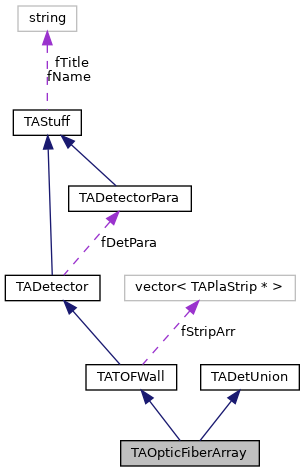 string
fTitle
fName
TAStuff
TADetectorPara
fDetPara
TADetector
vector< TAPlaStrip * >
fStripArr
TATOFWall
TADetUnion
TAOpticFiberArray